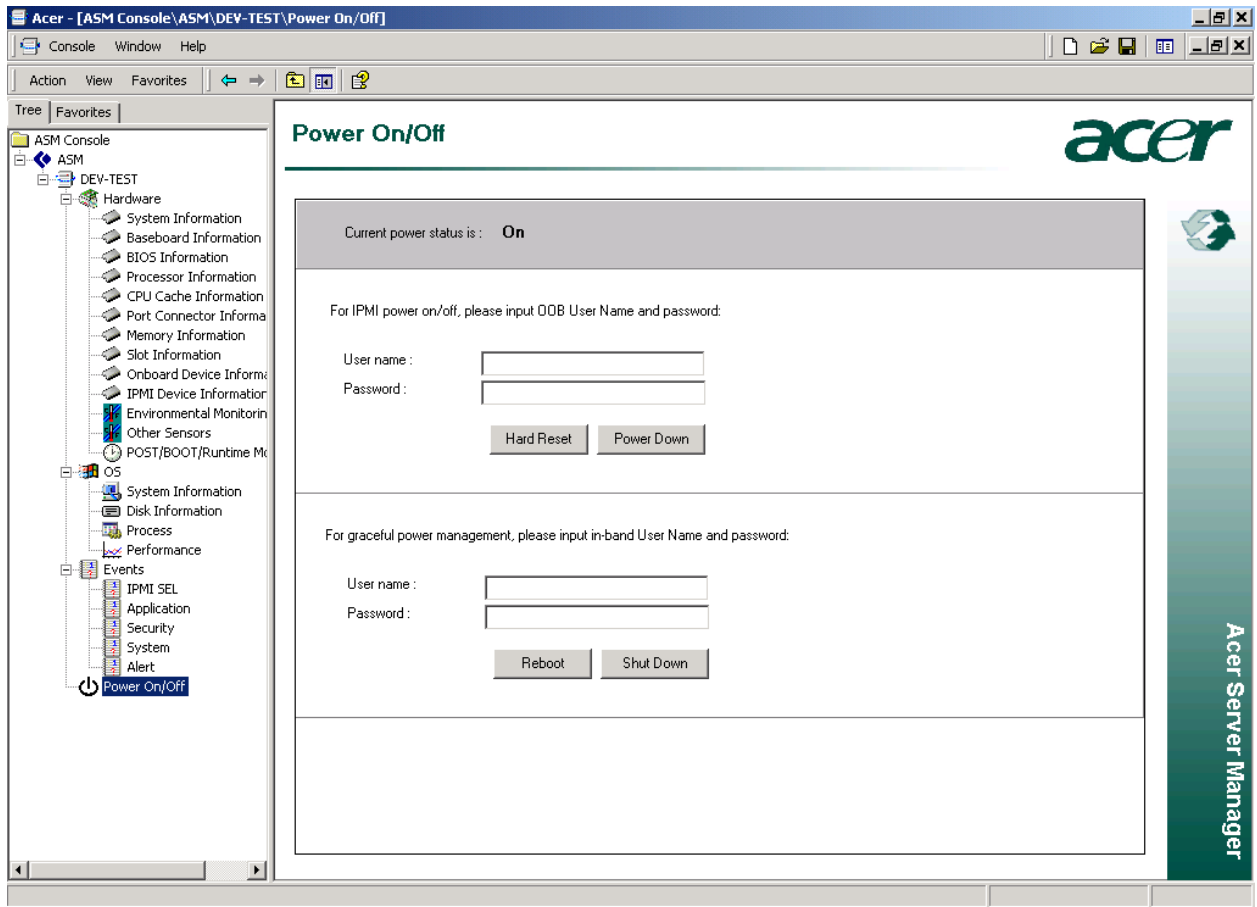 Acer - [ASM Console\ASM\DEV-TEST\Power On/Off]
Console Window Help
Action View Favorites
Tree Favorites
ASM Console
ASM
DEV-TEST
Hardware
System Information
Baseboard Information
BIOS Information
Processor Information
CPU Cache Information
Port Connector Informa
Memory Information
Slot Information
Onboard Device Informa
IPMI Device Information
Environmental Monitorin
Other Sensors
POST/BOOT/Runtime Mo
OS
System Information
Disk Information
Process
Performance
Events
IPMI SEL
Application
Security
System
Alert
Power On/Off
Power On/Off
acer
Current power status is : On
For IPMI power on/off, please input OOB User Name and password:
User name :
Password :
Hard Reset Power Down
For graceful power management, please input in-band User Name and password:
User name :
Password :
Reboot Shut Down
Acer Server Manager